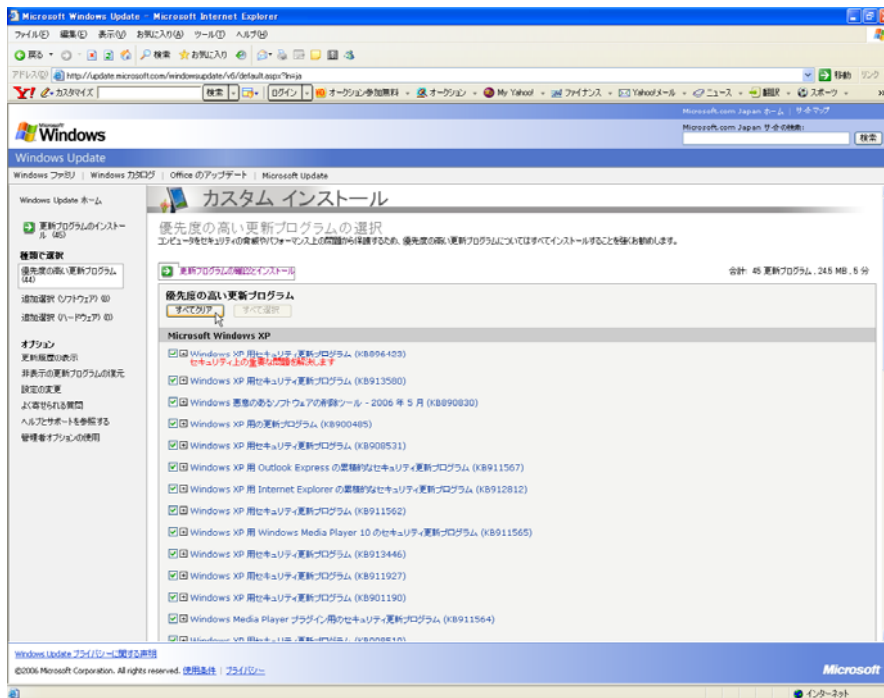 Microsoft Windows Update - Microsoft Internet Explorer
ファイル(F) 編集(E) 表示(V) お気に入り(A) ツール(T) ヘルプ(H)
戻る 検索 お気に入り
アドレス(D) http://update.microsoft.com/windowsupdate/v6/default.aspx?ln=ja 移動 リンク
Y! カスタマイズ 検索 ログイン オークション参加無料 オークション My Yahoo! ファイナンス Yahoo!メール ニュース 翻訳 スポーツ
Microsoft.com Japan ホーム | サイトマップ
Microsoft Windows
Microsoft.com Japan サイトの検索:
検索
Windows Update
Windows ファミリ | Windows カタログ | Office のアップデート | Microsoft Update
Windows Update ホーム
更新プログラムのインストール (45)
種類で選択
優先度の高い更新プログラム (44)
追加選択 (ソフトウェア)
追加選択 (ハードウェア)
オプション
更新履歴の表示
非表示の更新プログラムの復元
設定の変更
よく寄せられる質問
ヘルプとサポートを参照する
管理者オプションの使用
カスタム インストール
優先度の高い更新プログラムの選択
コンピュータをセキュリティの脅威やパフォーマンス上の問題から保護するため、優先度の高い更新プログラムについてはすべてインストールすることを強くお勧めします。
更新プログラムの確認とインストール
合計: 45 更新プログラム, 24.5 MB, 5 分
優先度の高い更新プログラム
すべてクリア すべて選択
Microsoft Windows XP
Windows XP 用セキュリティ更新プログラム (KB896423)
セキュリティ上の重要な問題を解決します
Windows XP 用セキュリティ更新プログラム (KB913580)
Windows 悪意のあるソフトウェアの削除ツール - 2006 年 5 月 (KB890830)
Windows XP 用の更新プログラム (KB900485)
Windows XP 用セキュリティ更新プログラム (KB908531)
Windows XP 用 Outlook Express の累積的なセキュリティ更新プログラム (KB911567)
Windows XP 用 Internet Explorer の累積的なセキュリティ更新プログラム (KB912812)
Windows XP 用セキュリティ更新プログラム (KB911562)
Windows XP 用 Windows Media Player 10 のセキュリティ更新プログラム (KB911565)
Windows XP 用セキュリティ更新プログラム (KB913446)
Windows XP 用セキュリティ更新プログラム (KB911927)
Windows XP 用セキュリティ更新プログラム (KB901190)
Windows Media Player プラグイン用のセキュリティ更新プログラム (KB911564)
Windows Update プライバシーに関する声明
©2006 Microsoft Corporation. All rights reserved. 使用条件 | プライバシー
Microsoft
インターネット